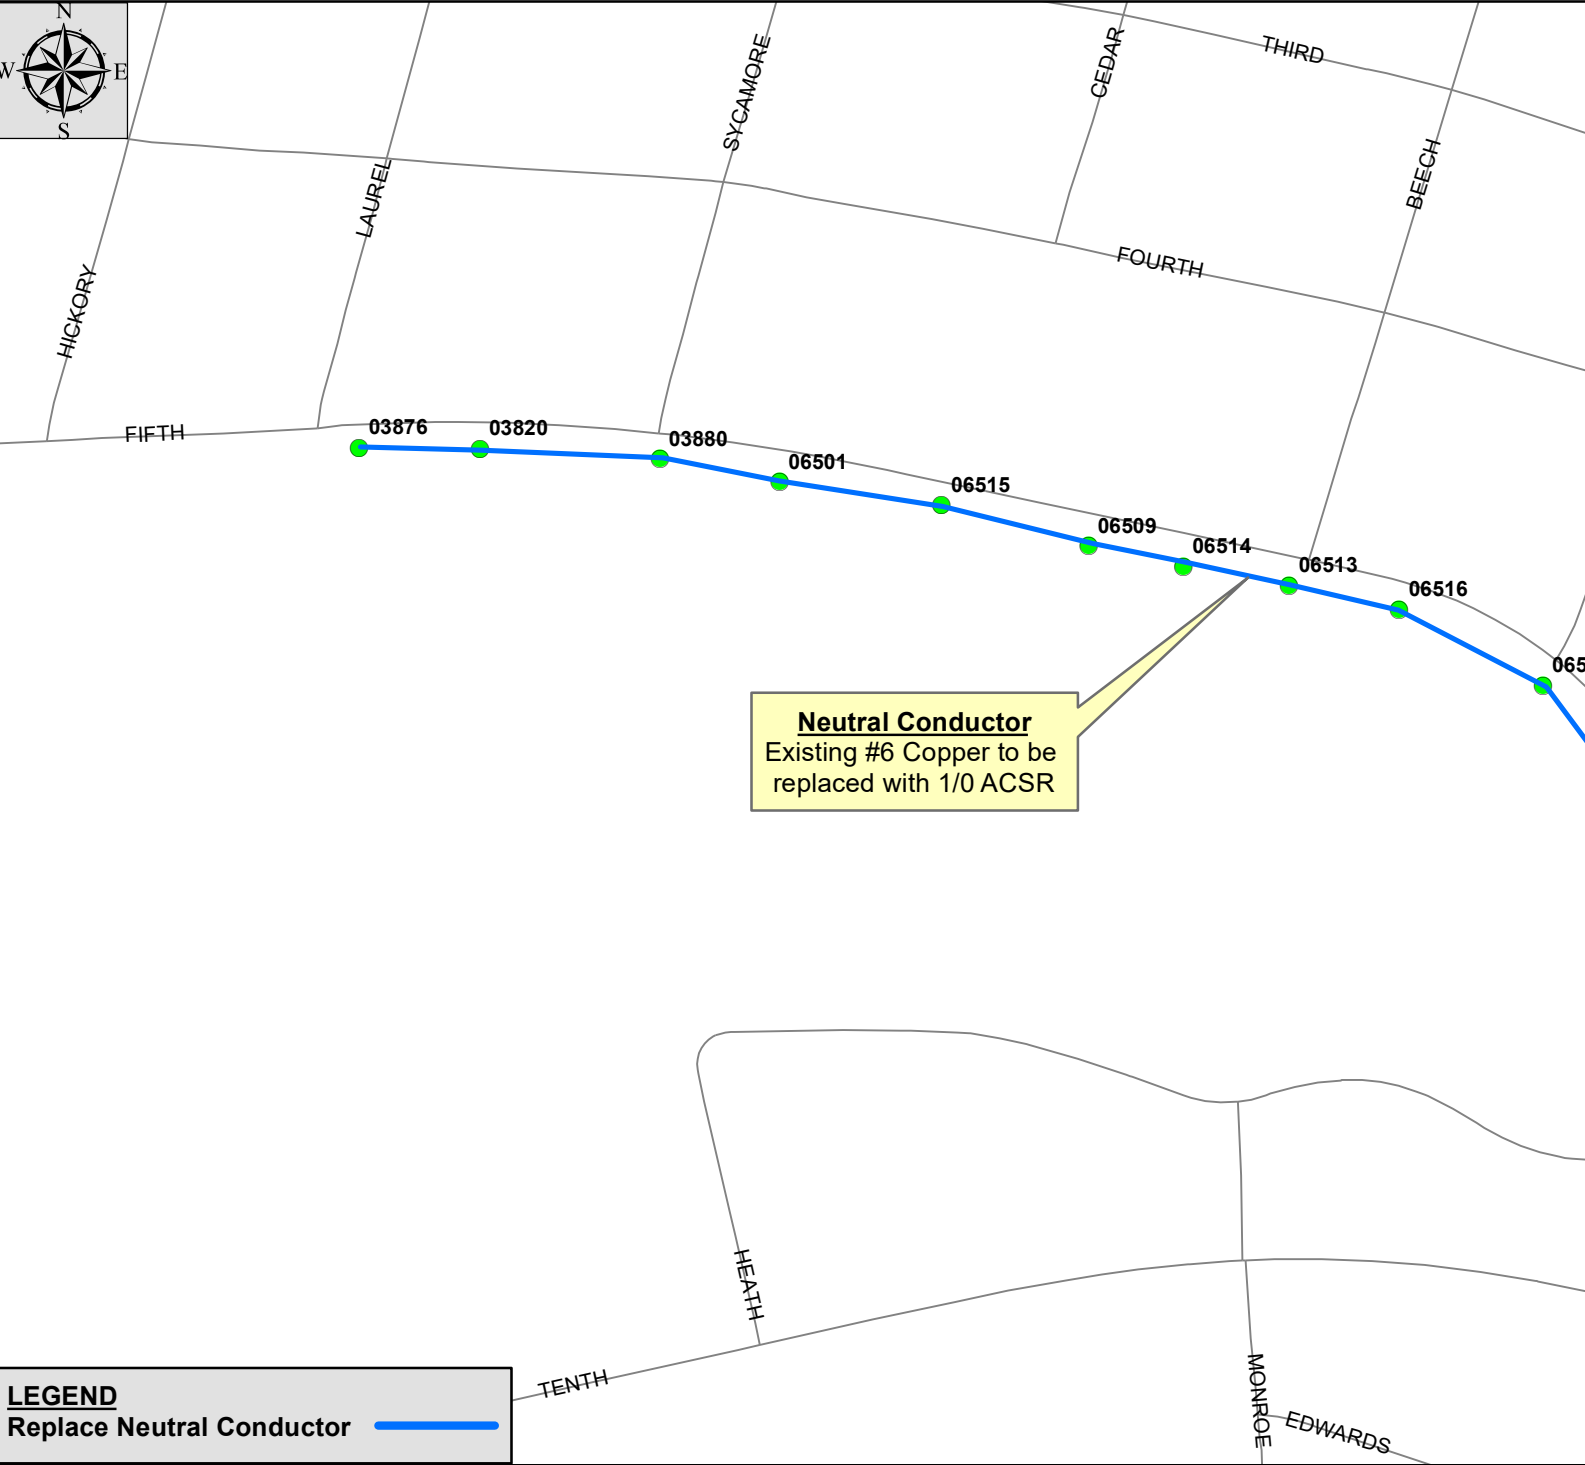 N
W
E
S
THIRD
CEDAR
SYCAMORE
BEECH
LAUREL
FOURTH
HICKORY
FIFTH
03876
03820
03880
06501
06515
06509
06514
06513
06516
065
Neutral Conductor
Existing #6 Copper to be
replaced with 1/0 ACSR
HEATH
TENTH
MONROE
EDWARDS
LEGEND
Replace Neutral Conductor